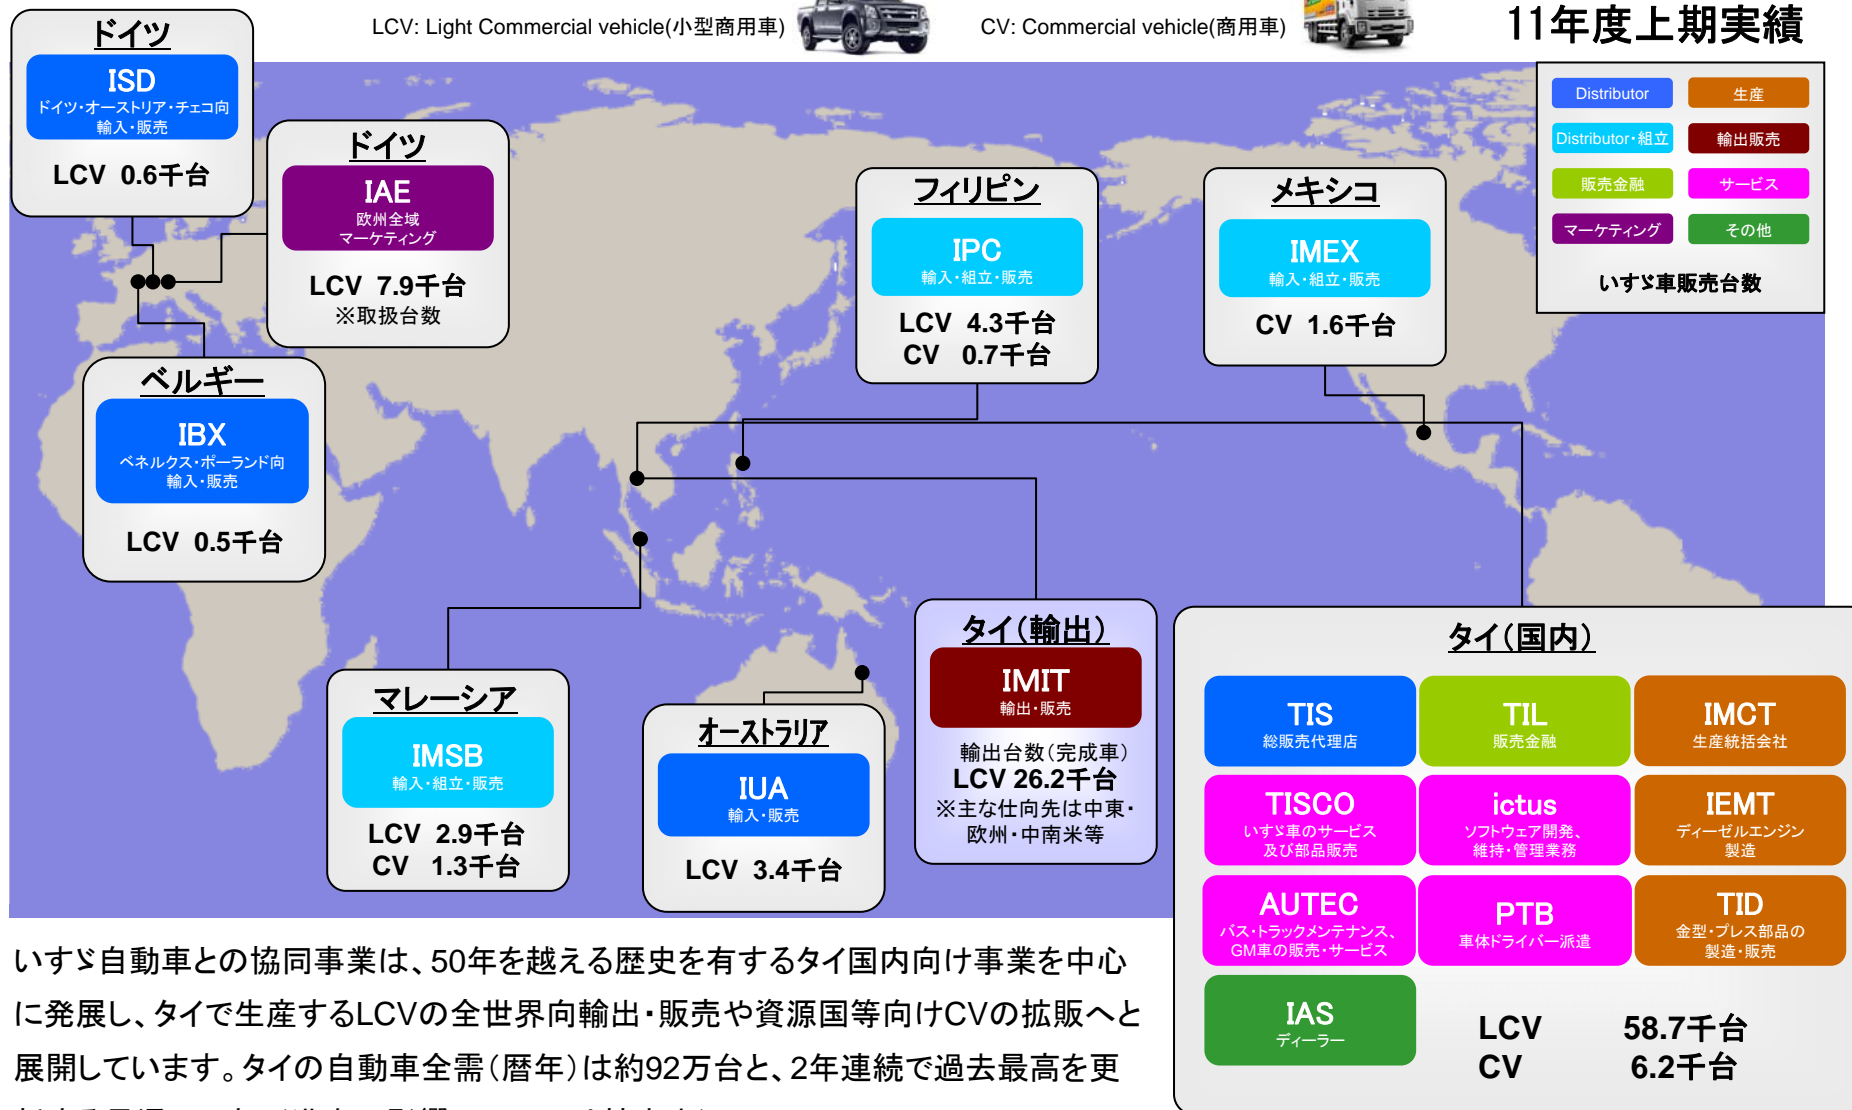 LCV: Light Commercial vehicle(小型商用車)
CV: Commercial vehicle(商用車)
11年度上期実績
ドイツ
ISD
ドイツ・オーストリア・チェコ向
輸入・販売
LCV 0.6千台
ドイツ
IAE
欧州全域
マーケティング
LCV 7.9千台
※取扱台数
フィリピン
IPC
輸入・組立・販売
LCV 4.3千台
CV 0.7千台
メキシコ
IMEX
輸入・組立・販売
CV 1.6千台
Distributor
生産
Distributor・組立
輸出販売
販売金融
サービス
マーケティング
その他
いすゞ車販売台数
ベルギー
IBX
ベネルクス・ポーランド向
輸入・販売
LCV 0.5千台
マレーシア
IMSB
輸入・組立・販売
LCV 2.9千台
CV 1.3千台
オーストラリア
IUA
輸入・販売
LCV 3.4千台
タイ(輸出)
IMIT
輸出・販売
輸出台数(完成車)
LCV 26.2千台
※主な仕向先は中東・
欧州・中南米等
タイ(国内)
TIS
総販売代理店
TIL
販売金融
IMCT
生産統括会社
TISCO
いすゞ車のサービス
及び部品販売
ictus
ソフトウェア開発、
維持・管理業務
IEMT
ディーゼルエンジン
製造
AUTEC
バス・トラックメンテナンス、
GM車の販売・サービス
PTB
車体ドライバー派遣
TID
金型・プレス部品の
製造・販売
IAS
ディーラー
LCV 58.7千台
CV 6.2千台
いすゞ自動車との協同事業は、50年を越える歴史を有するタイ国内向け事業を中心
に発展し、タイで生産するLCVの全世界向輸出・販売や資源国等向けCVの拡販へと
展開しています。タイの自動車全需(暦年)は約92万台と、2年連続で過去最高を更